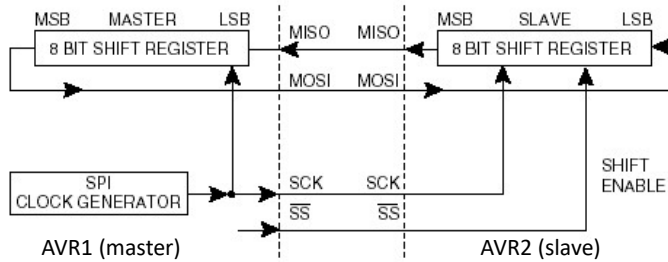 MSB MASTER LSB MISO MISO MSB SLAVE LSB
8 BIT SHIFT REGISTER 8 BIT SHIFT REGISTER
MOSI MOSI
SHIFT
ENABLE
SPI
CLOCK GENERATOR
SCK SCK
SS SS
AVR1 (master) AVR2 (slave)